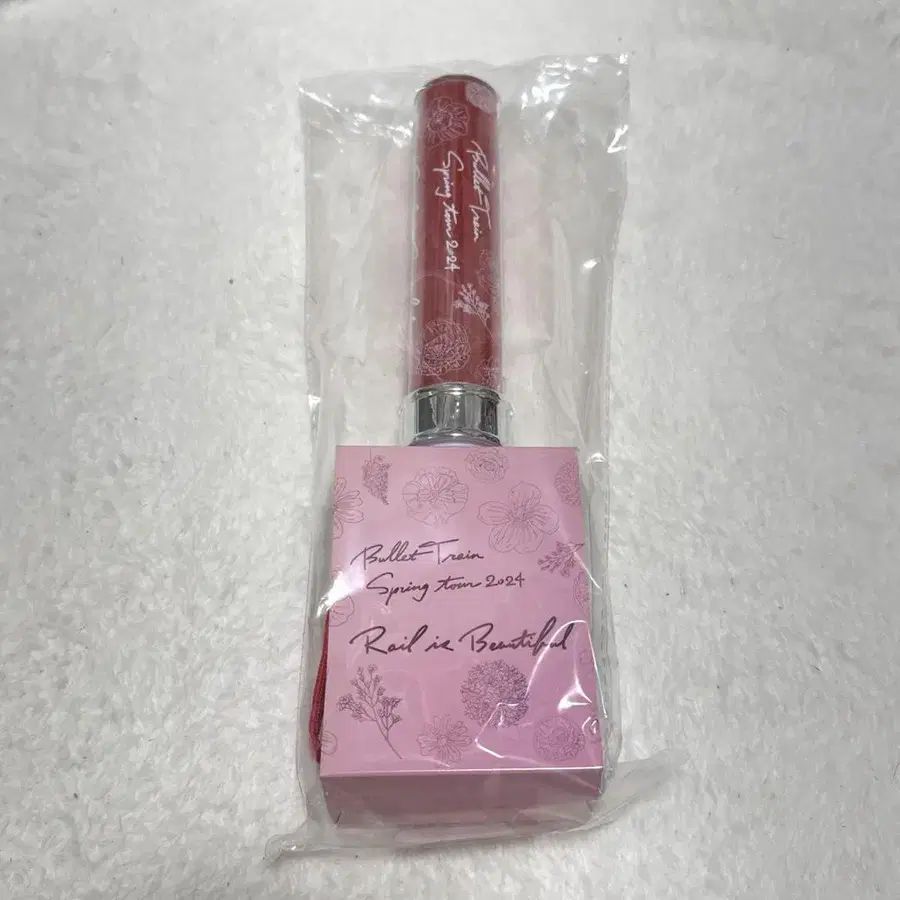 Bullet Train
Spring tour 2024
Bullet Train
Spring tour 2024
Rail is Beautiful